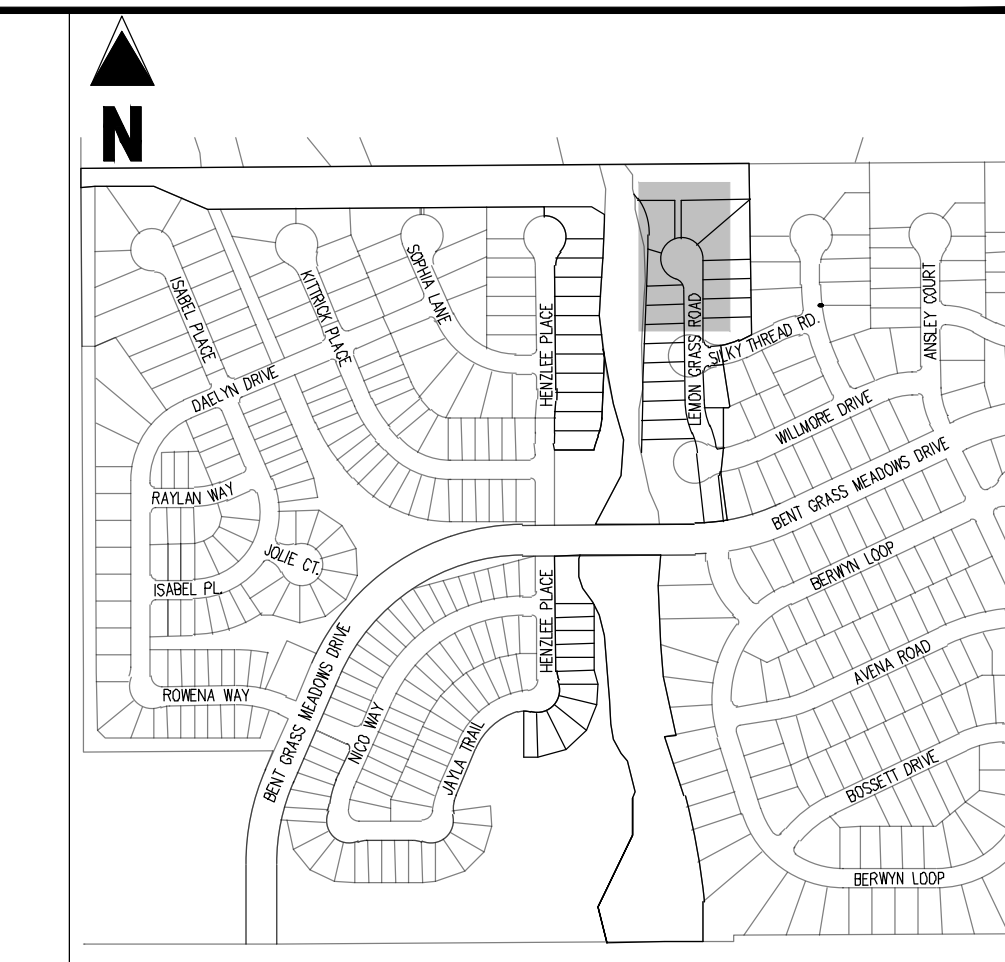 N
ISABEL PLACE
KITTRICK PLACE
SOPHIA LANE
HENZLEE PLACE
LEMON GRASS ROAD
SILKY THREAD RD.
ANSLEY COURT
DAELYN DRIVE
WILLMORE DRIVE
BENT GRASS MEADOWS DRIVE
RAYLAN WAY
JOLIE CT.
ISABEL PL.
BERWYN LOOP
HENZLEE PLACE
AVENA ROAD
ROWENA WAY
BENT GRASS MEADOWS DRIVE
NICO WAY
JAYLA TRAIL
BOSSETT DRIVE
BERWYN LOOP